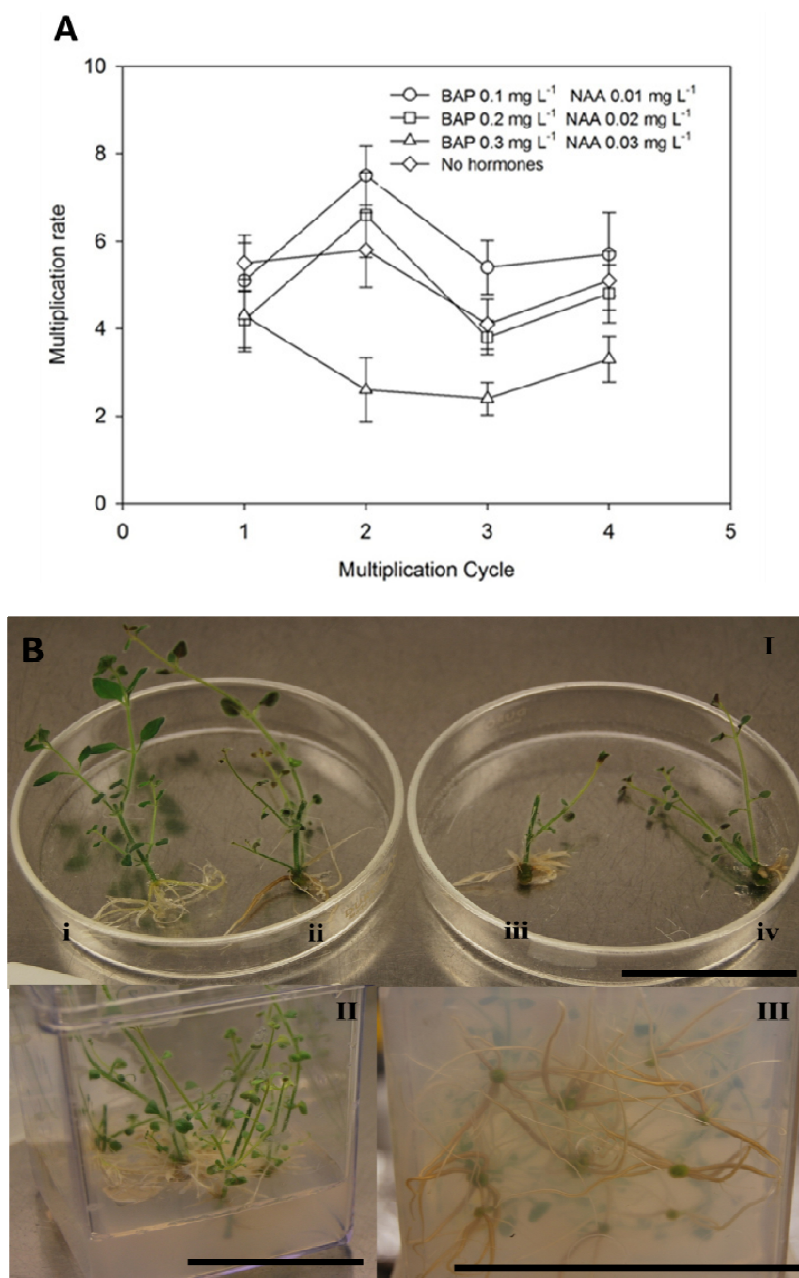 A
10
8
6
4
2
0
Multiplication rate
BAP 0.1 mg L⁻¹ NAA 0.01 mg L⁻¹
BAP 0.2 mg L⁻¹ NAA 0.02 mg L⁻¹
BAP 0.3 mg L⁻¹ NAA 0.03 mg L⁻¹
No hormones
0 1 2 3 4 5
Multiplication Cycle
B
I
i ii iii iv
II III